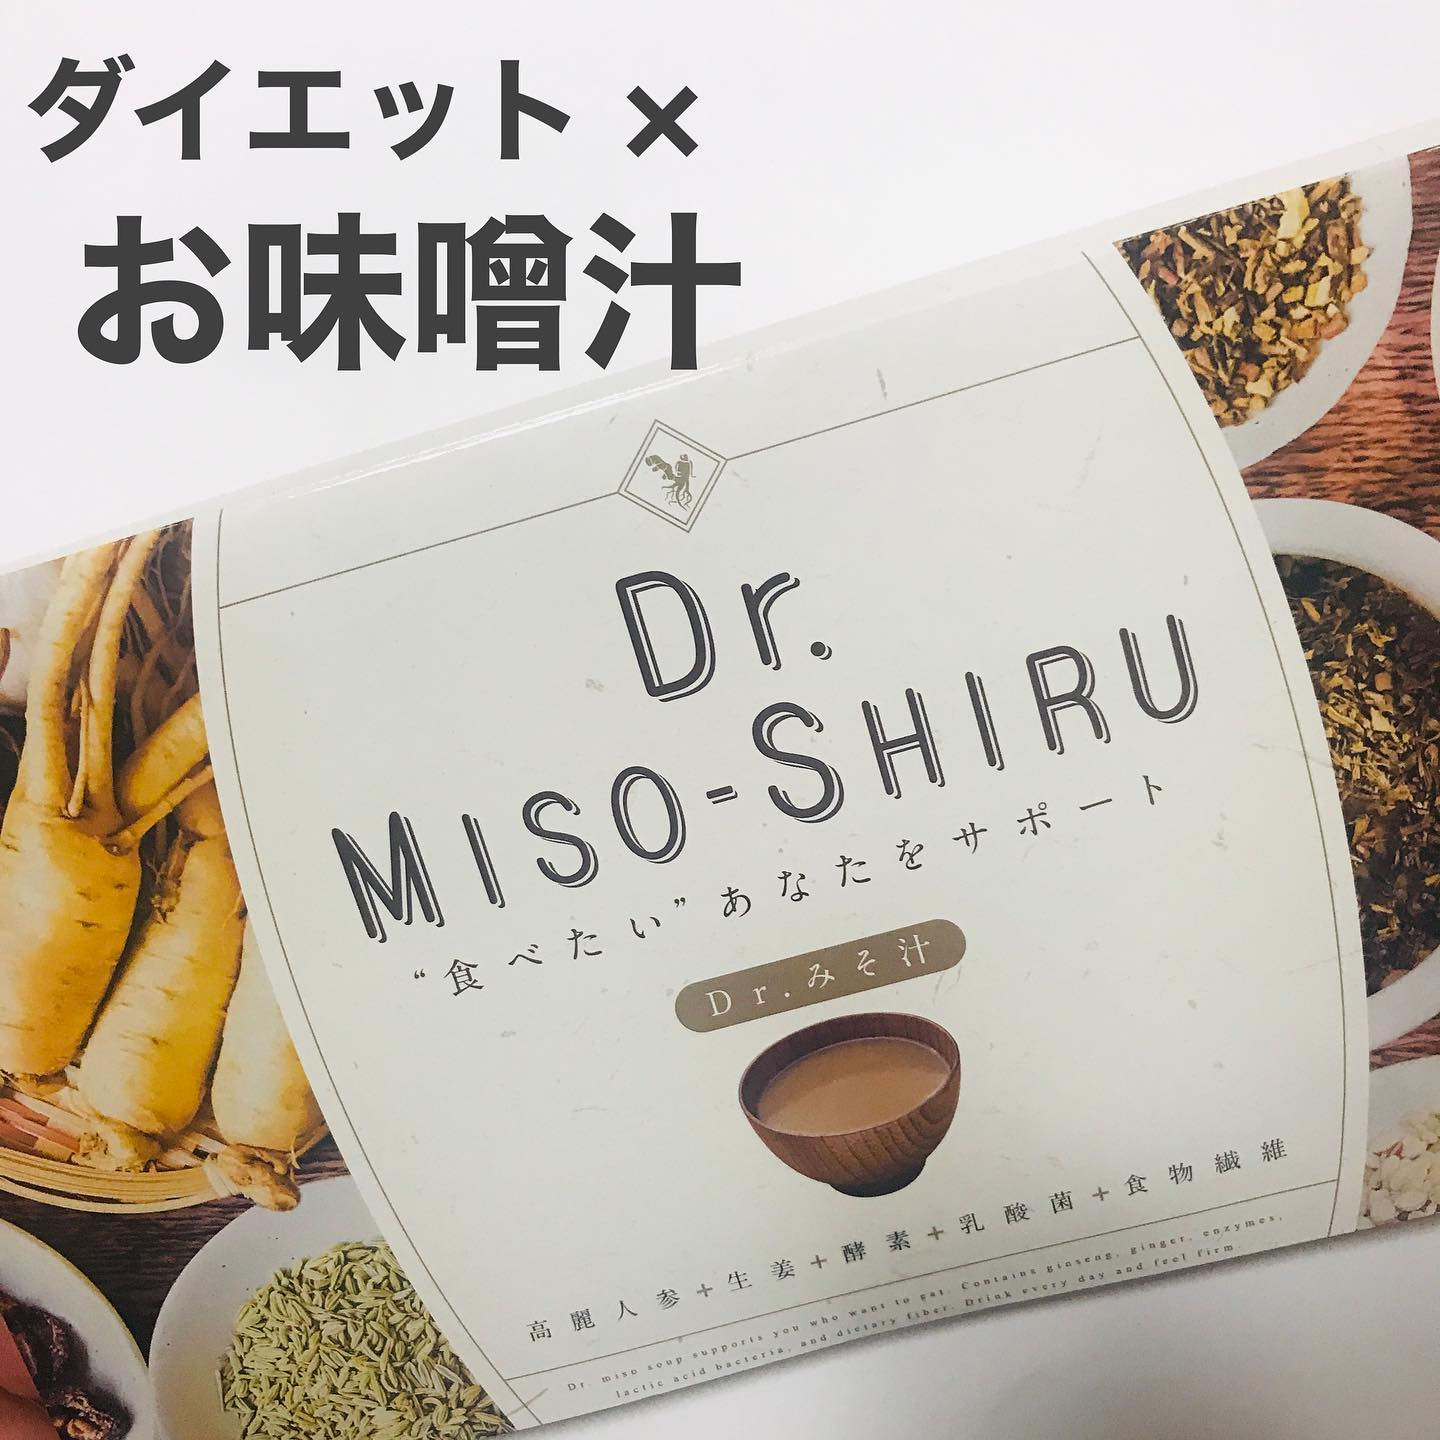 ダイエット ×
お味噌汁
Dr.
MISO-SHIRU
“食べたい”あなたをサポート
Dr.みそ汁
高麗人参+生姜+酵素+乳酸菌+食物繊維
Dr. miso soup supports you who want to eat. Contains ginseng, ginger, enzymes,
lactic acid bacteria, and dietary fiber. Drink every day and feel firm